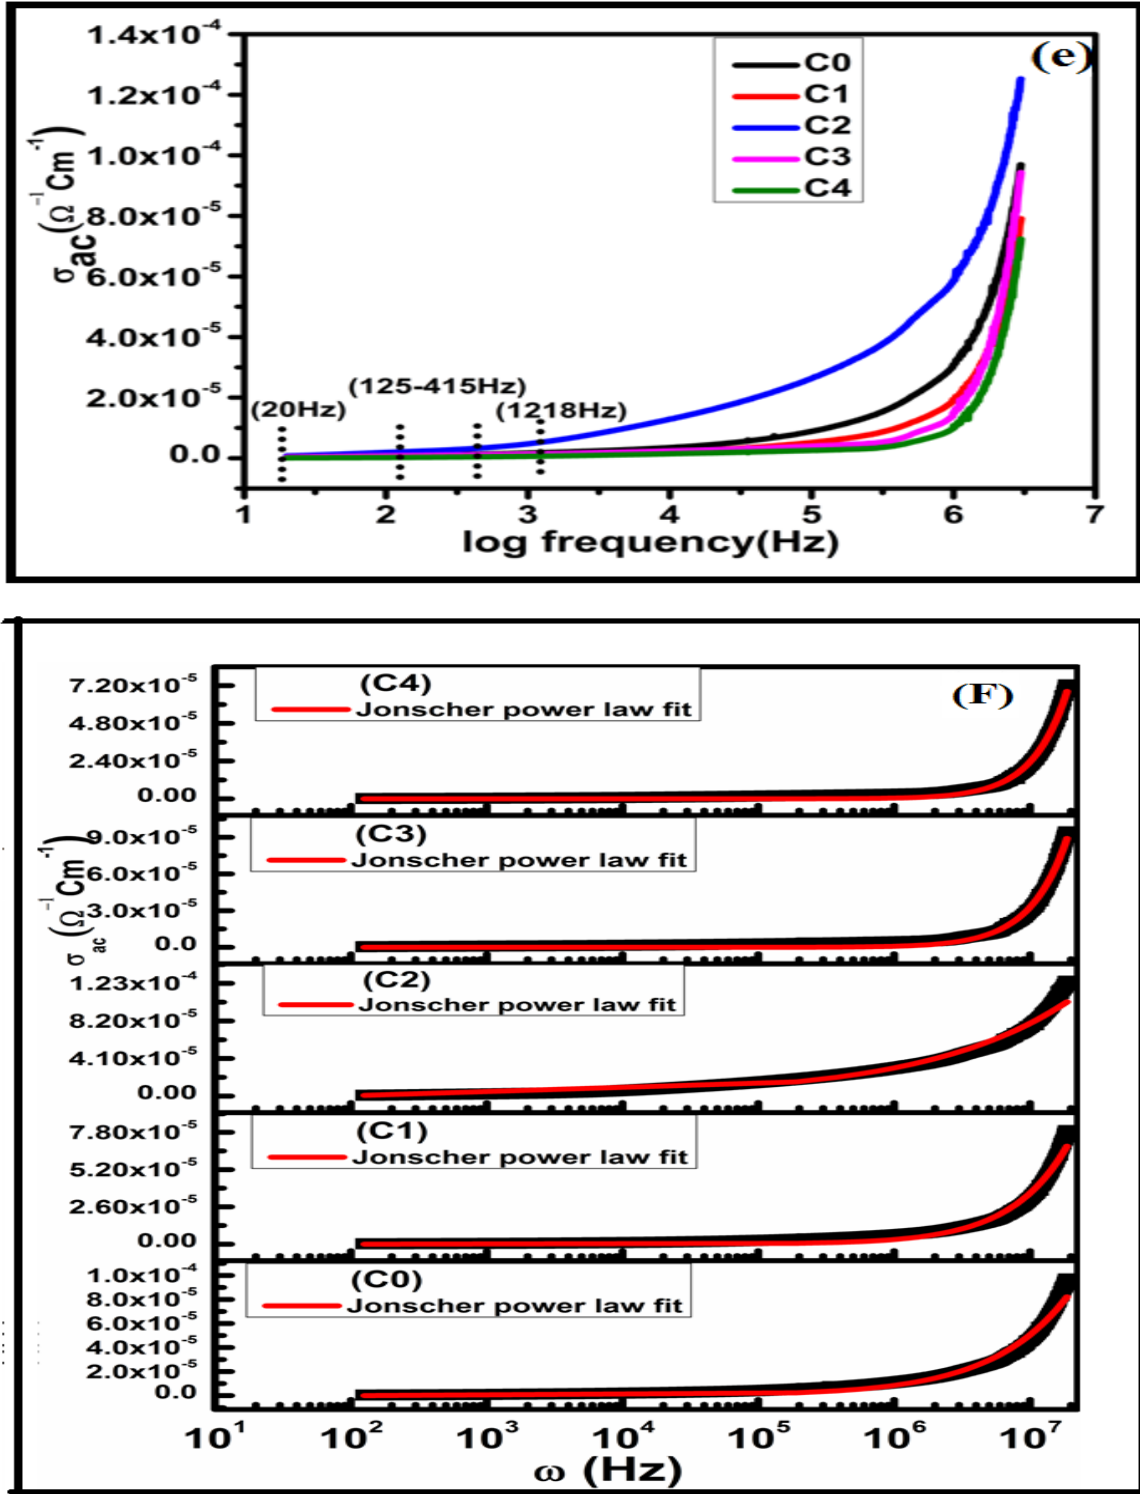 (e)
1.4x10⁻⁴
1.2x10⁻⁴
1.0x10⁻⁴
8.0x10⁻⁵
6.0x10⁻⁵
4.0x10⁻⁵
2.0x10⁻⁵
0.0
σac(Ω⁻¹Cm⁻¹)
C0
C1
C2
C3
C4
(20Hz)
(125-415Hz)
(1218Hz)
1 2 3 4 5 6 7
log frequency(Hz)
(F)
σac(Ω⁻¹Cm⁻¹)
(C4)
Jonscher power law fit
7.20x10⁻⁵
4.80x10⁻⁵
2.40x10⁻⁵
0.00
(C3)
Jonscher power law fit
9.0x10⁻⁵
6.0x10⁻⁵
3.0x10⁻⁵
0.0
(C2)
Jonscher power law fit
1.23x10⁻⁴
8.20x10⁻⁵
4.10x10⁻⁵
0.00
(C1)
Jonscher power law fit
7.80x10⁻⁵
5.20x10⁻⁵
2.60x10⁻⁵
0.00
(C0)
Jonscher power law fit
1.0x10⁻⁴
8.0x10⁻⁵
6.0x10⁻⁵
4.0x10⁻⁵
2.0x10⁻⁵
0.0
10¹ 10² 10³ 10⁴ 10⁵ 10⁶ 10⁷
ω (Hz)